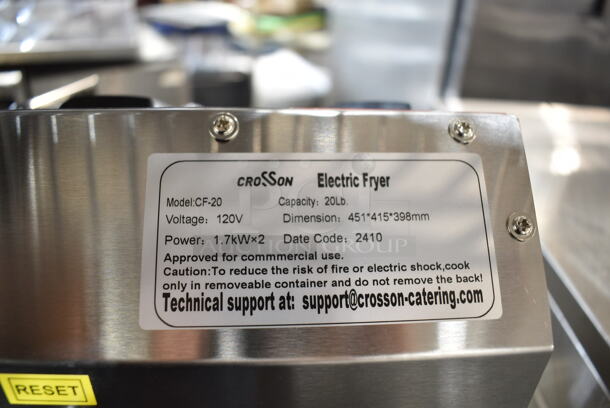 CROSSON Electric Fryer
Model:CF-20 Capacity: 20Lb.
Voltage: 120V Dimension: 451*415*398mm
Power: 1.7kW×2 Date Code: 2410
Approved for commmercial use.
Caution:To reduce the risk of fire or electric shock,cook
only in removeable container and do not remove the back!
Technical support at: support@crosson-catering.com
RESET